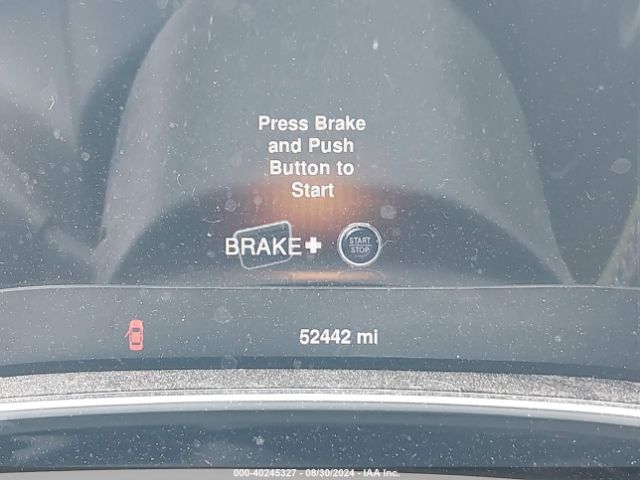 Press Brake
and Push
Button to
Start
BRAKE+ START
STOP
52442 mi
000-40245327 - 08/30/2024 - IAA Inc.